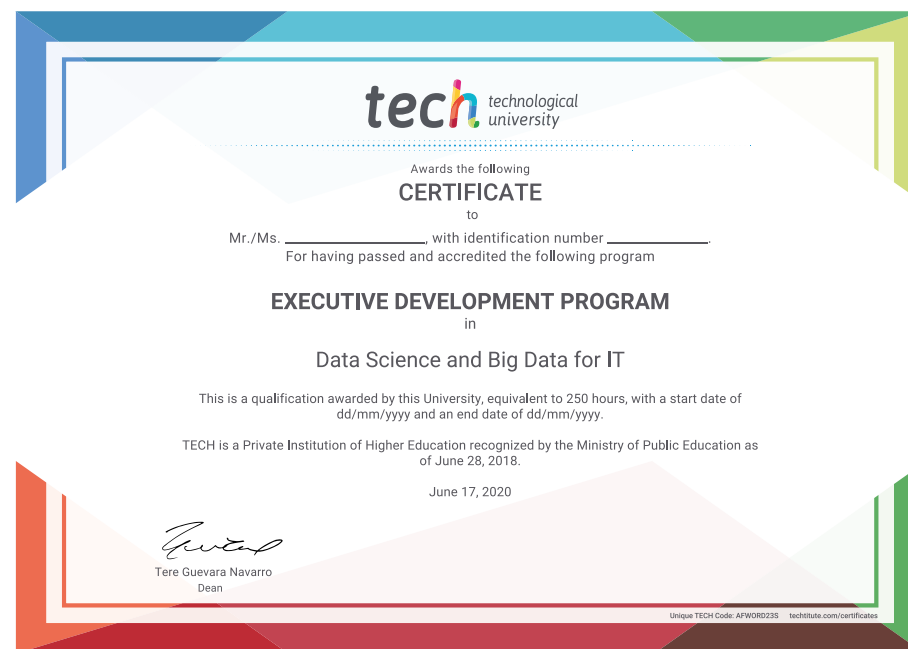 tech technological
university
Awards the following
CERTIFICATE
to
Mr./Ms. ____________________, with identification number ______________.
For having passed and accredited the following program
EXECUTIVE DEVELOPMENT PROGRAM
in
Data Science and Big Data for IT
This is a qualification awarded by this University, equivalent to 250 hours, with a start date of
dd/mm/yyyy and an end date of dd/mm/yyyy.
TECH is a Private Institution of Higher Education recognized by the Ministry of Public Education as
of June 28, 2018.
June 17, 2020
Tere Guevara Navarro
Dean
Unique TECH Code: AFWORD23S techtitute.com/certificates